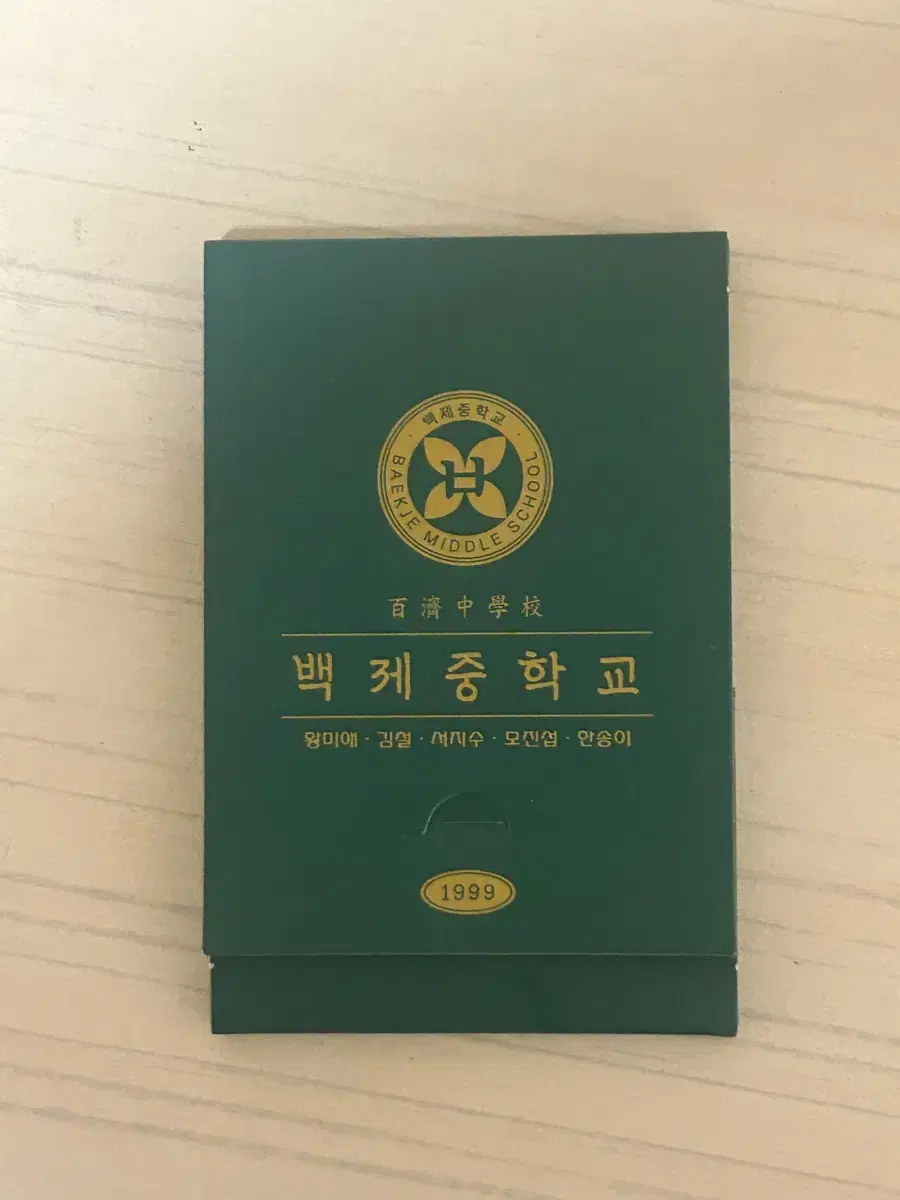 백제중학교
BAEKJE MIDDLE SCHOOL
百濟中學校
백제중학교
왕미애 · 김철 · 서지수 · 모진섭 · 안송이
1999